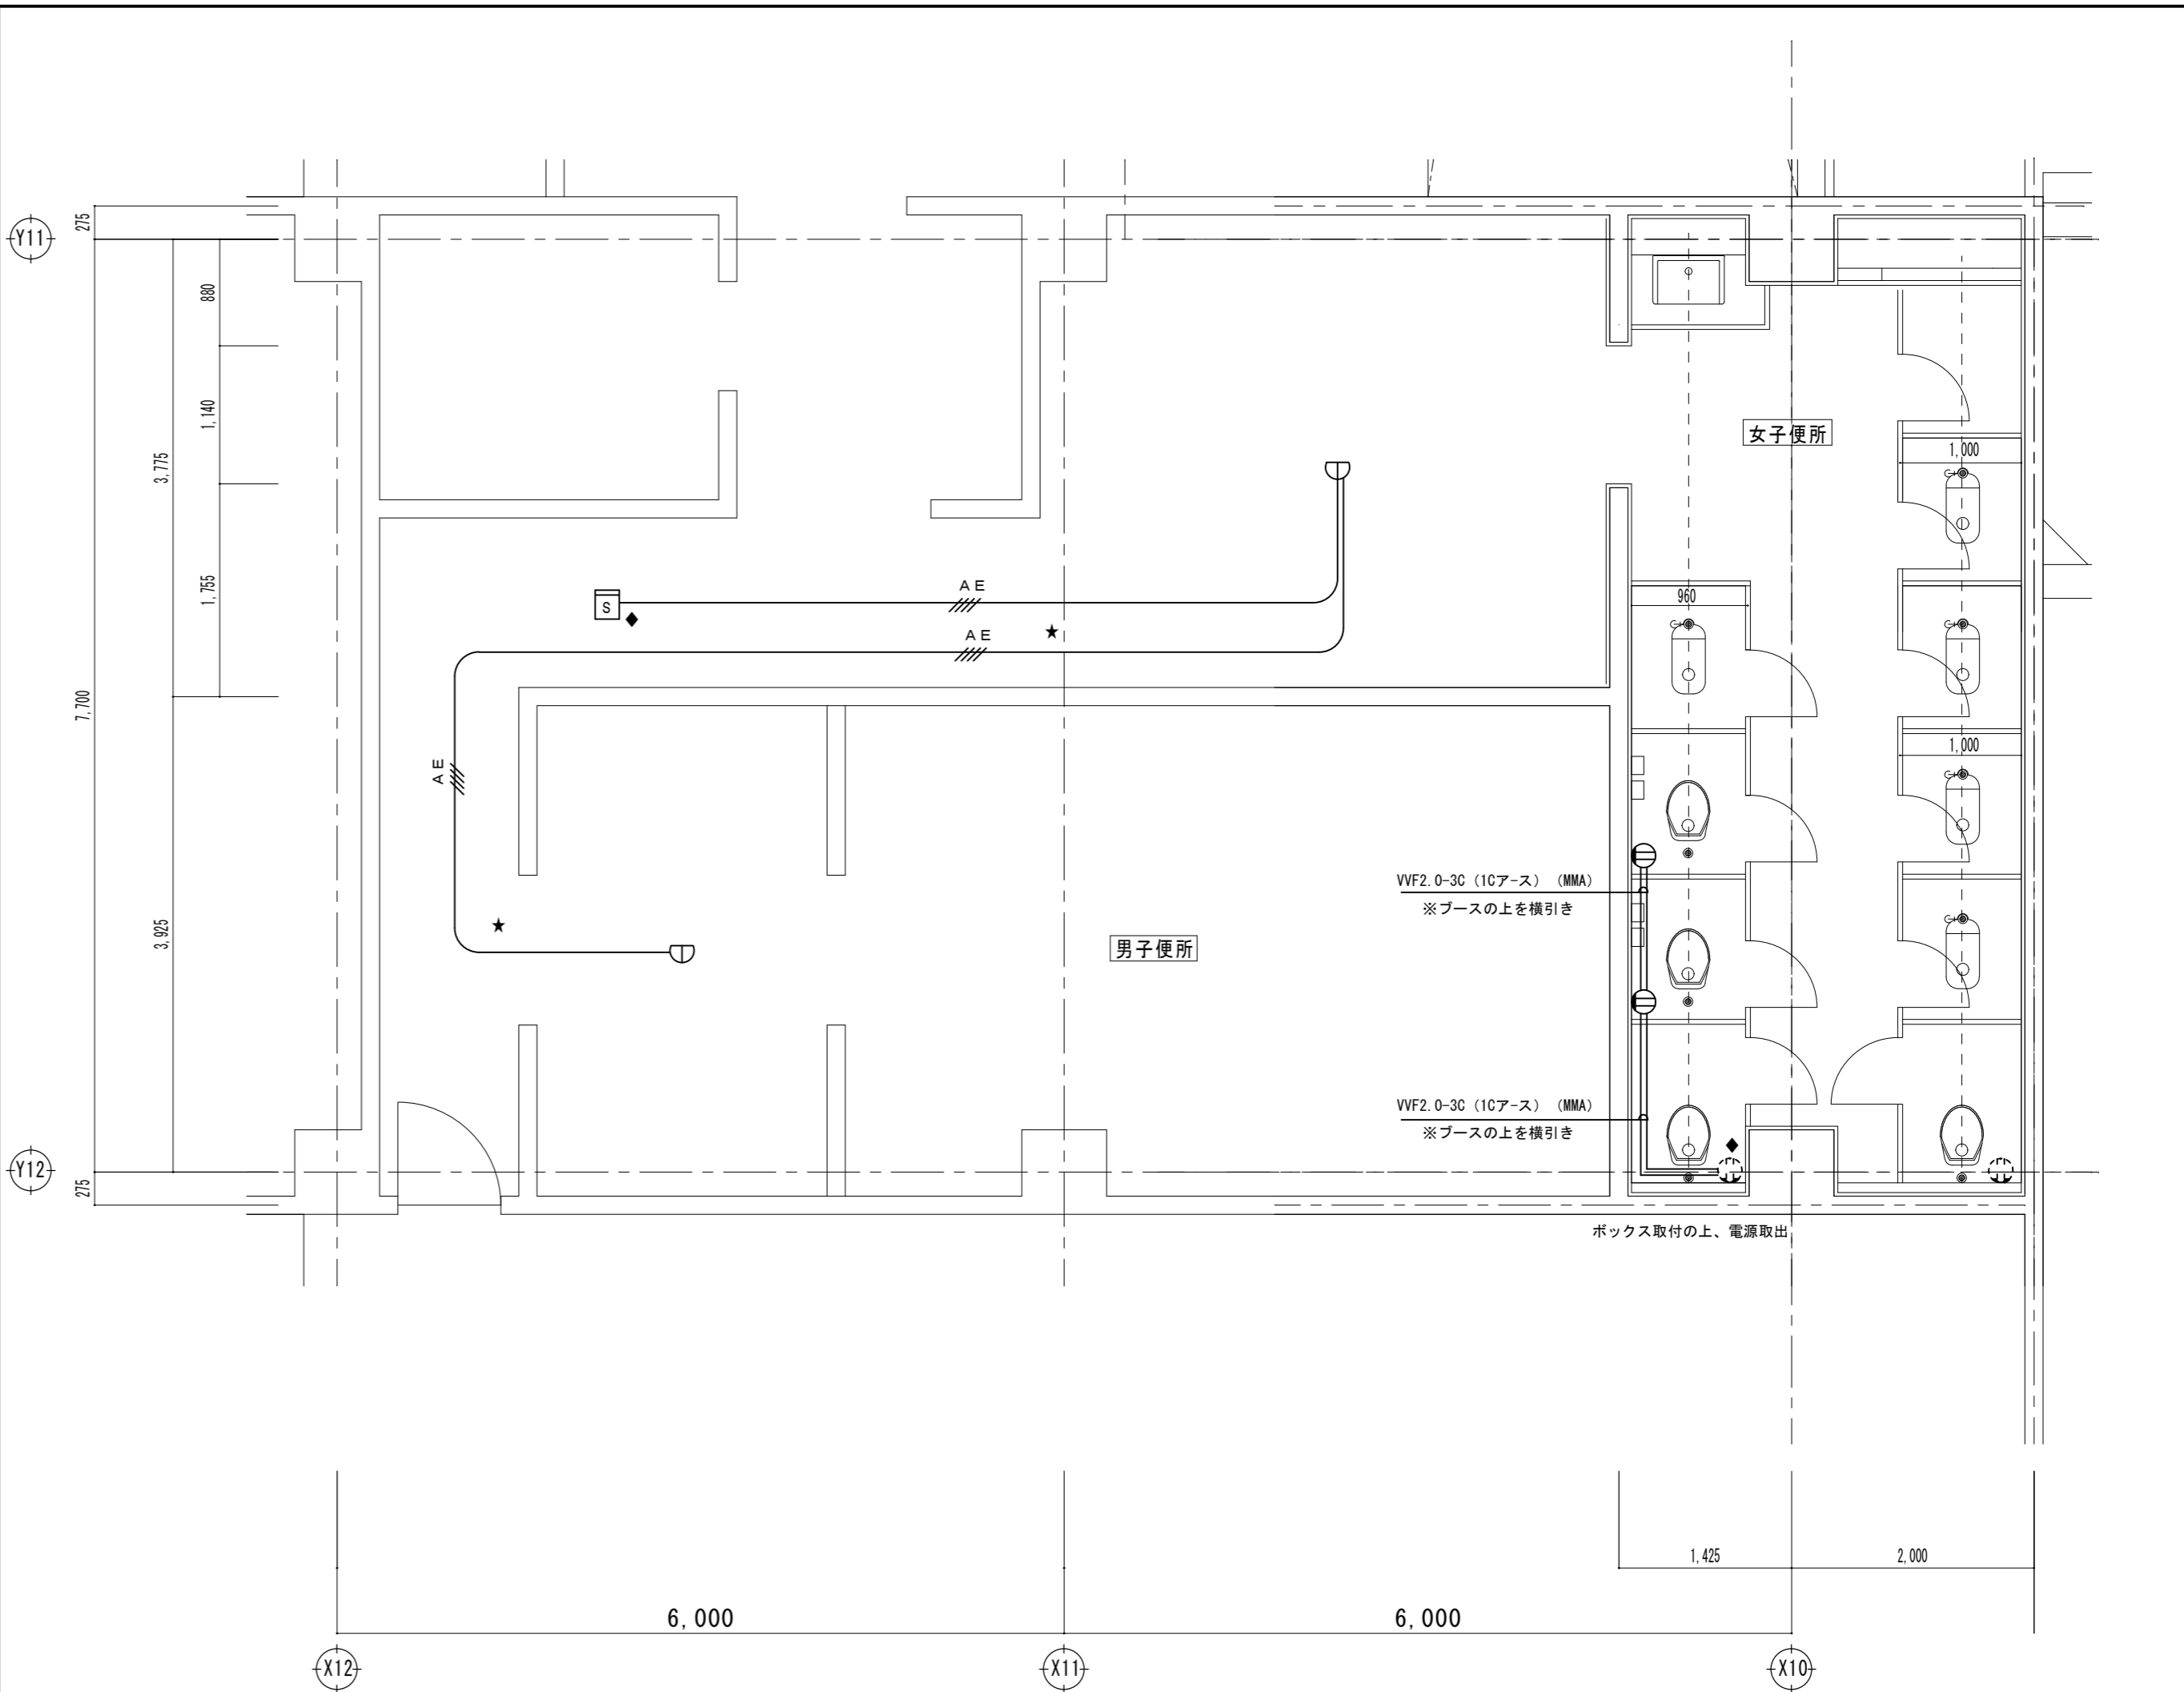 Y11
275
880
1,140
3,775
女子便所
1,000
AE
S
1,755
960
AE
7,700
1,000
AE
VVF2.0-3C (1Cアース) (MMA)
※ブースの上を横引き
3,925
男子便所
VVF2.0-3C (1Cアース) (MMA)
※ブースの上を横引き
Y12
275
ボックス取付の上、電源取出
1,425
2,000
6,000
6,000
X12
X11
X10